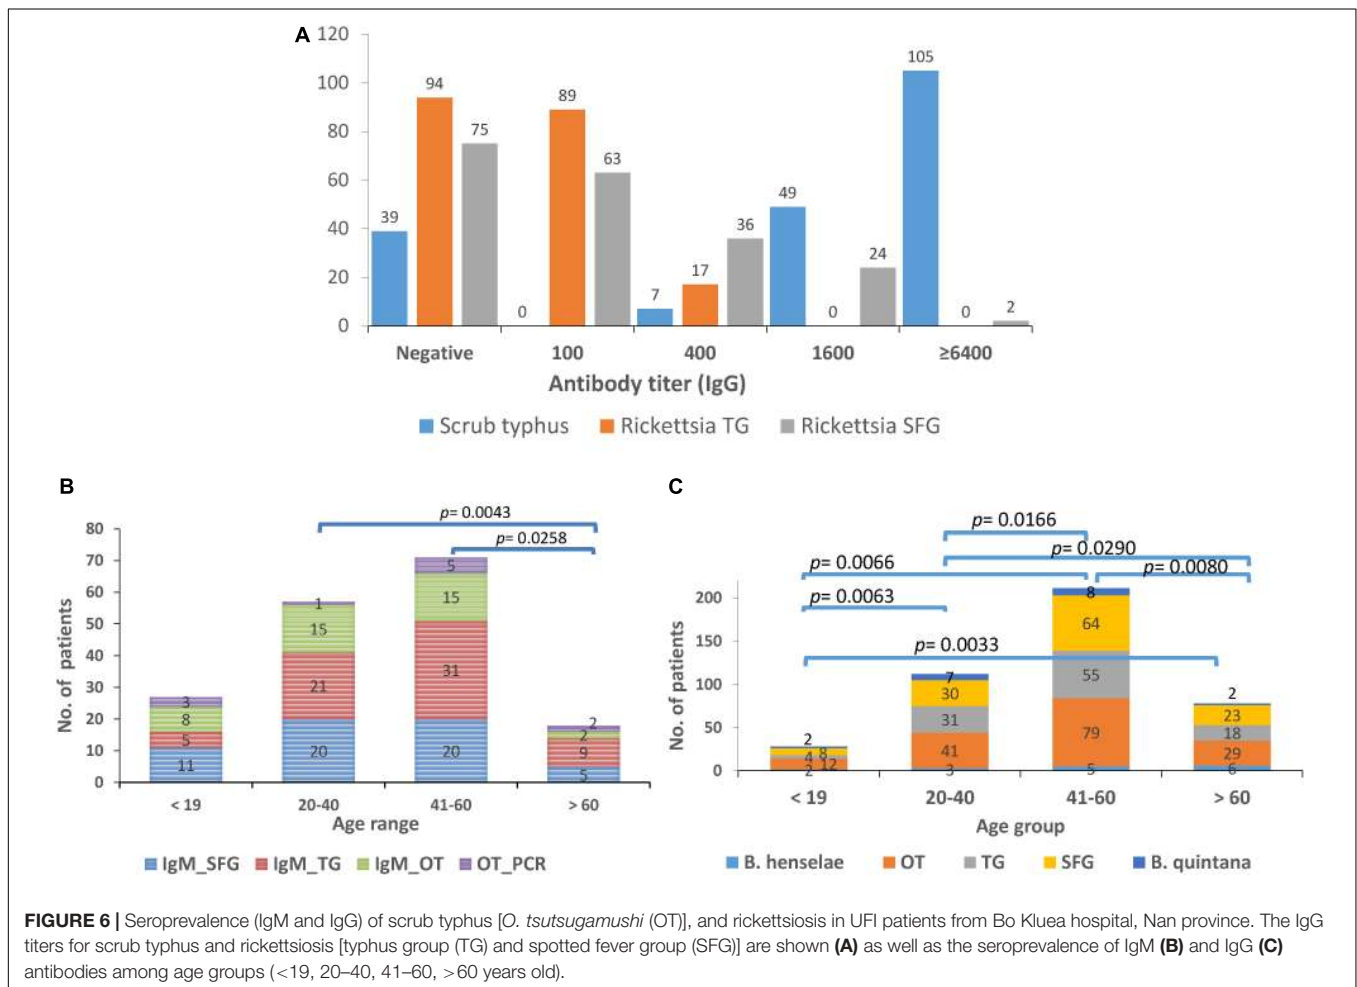 A
120
100
80
60
40
20
0
39 94 75
0 89 63
7 17 36
49 0 24
105 0 2
Negative 100 400 1600 ≥6400
Antibody titer (IgG)
Scrub typhus Rickettsia TG Rickettsia SFG
B
p= 0.0043
p= 0.0258
No. of patients
80
70
60
50
40
30
20
10
0
3
8
5
11
1
15
21
20
5
15
31
20
2
2
9
5
< 19 20-40 41-60 > 60
Age range
IgM_SFG IgM_TG IgM_OT OT_PCR
C
p= 0.0166
p= 0.0290
p= 0.0066
p= 0.0080
p= 0.0063
p= 0.0033
No. of patients
200
150
100
50
0
2
8
4
12
2
7
30
31
41
3
8
64
55
79
5
2
23
18
29
6
< 19 20-40 41-60 > 60
Age group
B. henselae OT TG SFG B. quintana
FIGURE 6 | Seroprevalence (IgM and IgG) of scrub typhus [O. tsutsugamushi (OT)], and rickettsiosis in UFI patients from Bo Kluea hospital, Nan province. The IgG
titers for scrub typhus and rickettsiosis [typhus group (TG) and spotted fever group (SFG)] are shown (A) as well as the seroprevalence of IgM (B) and IgG (C)
antibodies among age groups (<19, 20–40, 41–60, >60 years old).